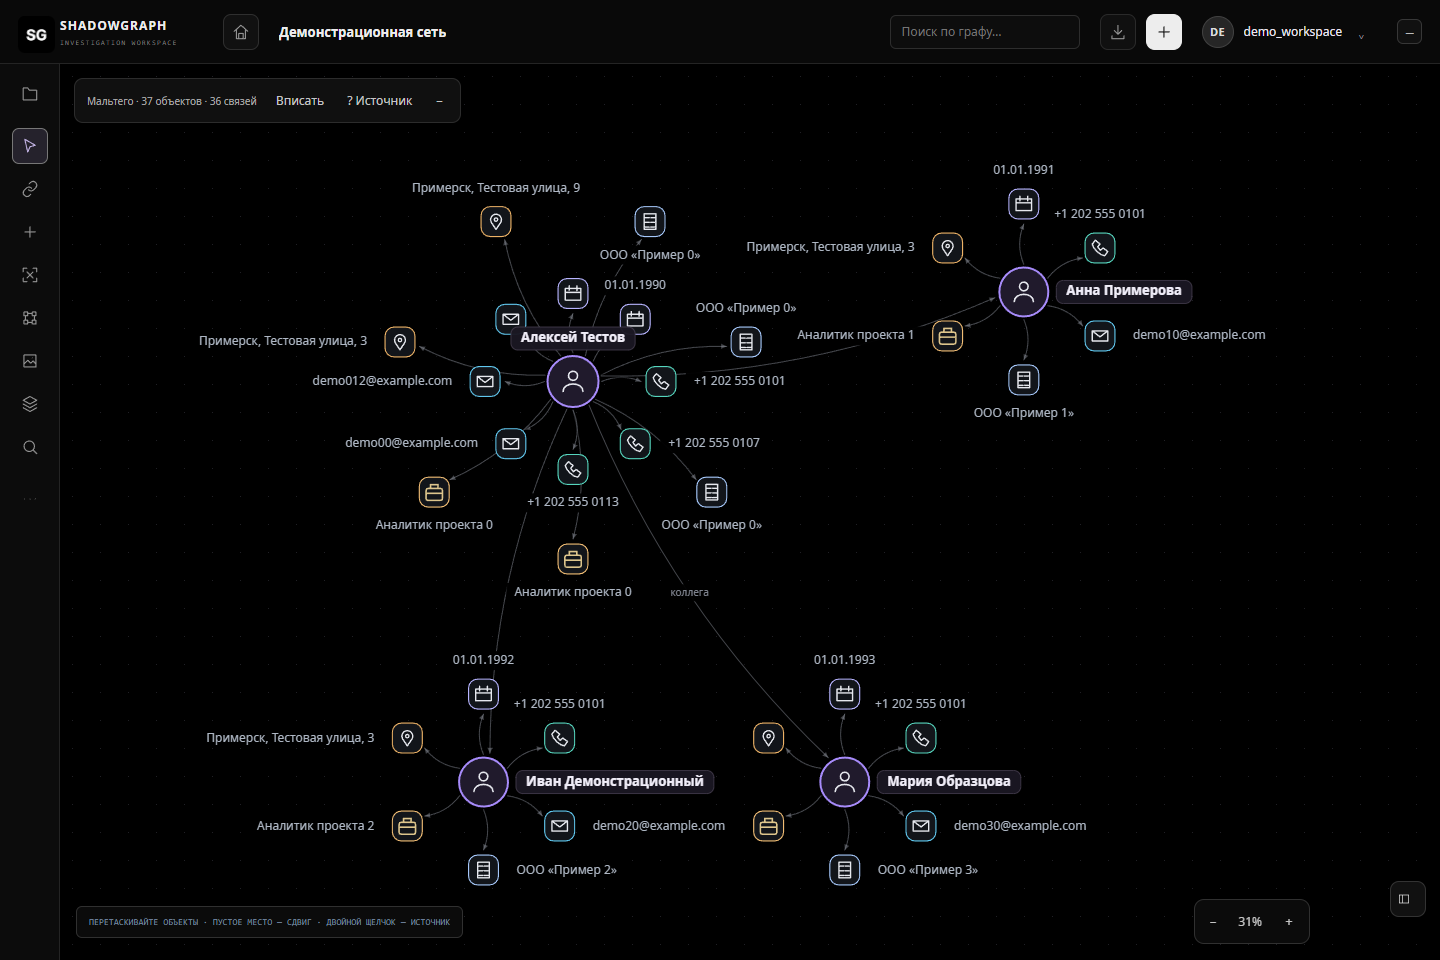 SG
SHADOWGRAPH
INVESTIGATION WORKSPACE
Демонстрационная сеть
Поиск по графу...
DE
demo_workspace
Мальтего · 37 объектов · 36 связей
Вписать
? Источник
Примерск, Тестовая улица, 9
ООО «Пример 0»
01.01.1990
ООО «Пример 0»
Алексей Тестов
Примерск, Тестовая улица, 3
demo012@example.com
+1 202 555 0101
demo00@example.com
+1 202 555 0107
+1 202 555 0113
Аналитик проекта 0
ООО «Пример 0»
Аналитик проекта 0
коллега
01.01.1991
+1 202 555 0101
Примерск, Тестовая улица, 3
Анна Примерова
Аналитик проекта 1
demo10@example.com
ООО «Пример 1»
01.01.1992
+1 202 555 0101
Примерск, Тестовая улица, 3
Иван Демонстрационный
Аналитик проекта 2
demo20@example.com
ООО «Пример 2»
01.01.1993
+1 202 555 0101
Мария Образцова
demo30@example.com
ООО «Пример 3»
ПЕРЕТАСКИВАЙТЕ ОБЪЕКТЫ · ПУСТОЕ МЕСТО — СДВИГ · ДВОЙНОЙ ЩЕЛЧОК — ИСТОЧНИК
− 31% +